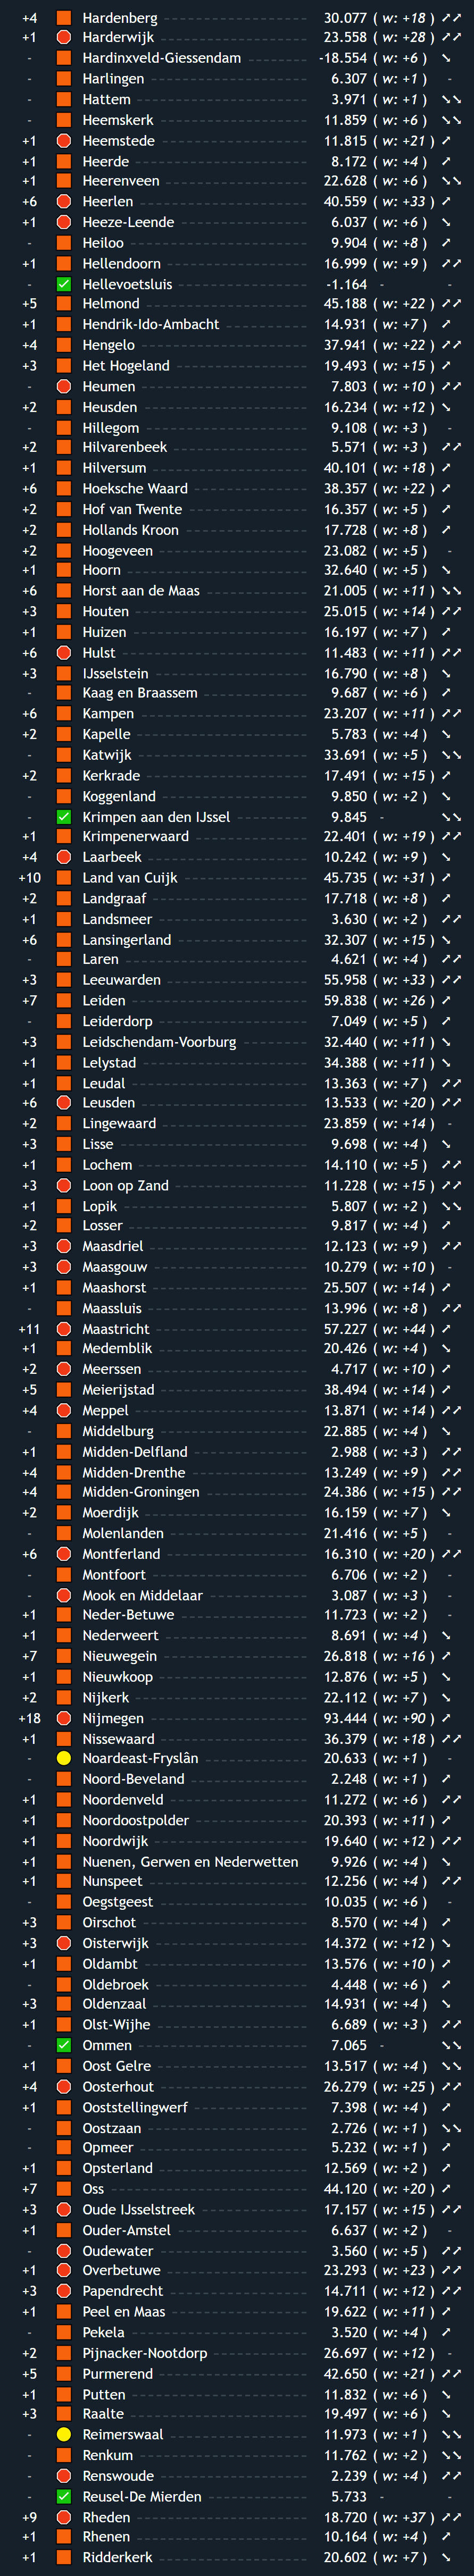 +4 Hardenberg 30.077 ( w: +18 ) ↗↗
+1 Harderwijk 23.558 ( w: +28 ) ↗↗
- Hardinxveld-Giessendam -18.554 ( w: +6 ) ↘
- Harlingen 6.307 ( w: +1 ) -
- Hattem 3.971 ( w: +1 ) ↘↘
- Heemskerk 11.859 ( w: +6 ) ↘↘
+1 Heemstede 11.815 ( w: +21 ) ↗
+1 Heerde 8.172 ( w: +4 ) ↗
+1 Heerenveen 22.628 ( w: +6 ) ↘↘
+6 Heerlen 40.559 ( w: +33 ) ↗
+1 Heeze-Leende 6.037 ( w: +6 ) ↘
- Heiloo 9.904 ( w: +8 ) ↗
+1 Hellendoorn 16.999 ( w: +9 ) ↗↗
- Hellevoetsluis -1.164 - -
+5 Helmond 45.188 ( w: +22 ) ↗↗
+1 Hendrik-Ido-Ambacht 14.931 ( w: +7 ) ↗
+4 Hengelo 37.941 ( w: +22 ) ↗↗
+3 Het Hogeland 19.493 ( w: +15 ) ↗
- Heumen 7.803 ( w: +10 ) ↗↗
+2 Heusden 16.234 ( w: +12 ) ↘
- Hillegom 9.108 ( w: +3 ) -
+2 Hilvarenbeek 5.571 ( w: +3 ) ↗↗
+1 Hilversum 40.101 ( w: +18 ) ↗
+6 Hoeksche Waard 38.357 ( w: +22 ) ↗
+2 Hof van Twente 16.357 ( w: +5 ) ↗
+2 Hollands Kroon 17.728 ( w: +8 ) ↗
+2 Hoogeveen 23.082 ( w: +5 ) -
+1 Hoorn 32.640 ( w: +5 ) ↘
+6 Horst aan de Maas 21.005 ( w: +11 ) ↘↘
+3 Houten 25.015 ( w: +14 ) ↗↗
+1 Huizen 16.197 ( w: +7 ) ↗
+6 Hulst 11.483 ( w: +11 ) ↗↗
+3 IJsselstein 16.790 ( w: +8 ) ↘
- Kaag en Braassem 9.687 ( w: +6 ) ↗
+6 Kampen 23.207 ( w: +11 ) ↗↗
+2 Kapelle 5.783 ( w: +4 ) ↘
- Katwijk 33.691 ( w: +5 ) ↘↘
+2 Kerkrade 17.491 ( w: +15 ) ↗
- Koggenland 9.850 ( w: +2 ) ↘
- Krimpen aan den IJssel 9.845 - ↘↘
+1 Krimpenerwaard 22.401 ( w: +19 ) ↗↗
+4 Laarbeek 10.242 ( w: +9 ) ↘
+10 Land van Cuijk 45.735 ( w: +31 ) ↗
+2 Landgraaf 17.718 ( w: +8 ) ↗
+1 Landsmeer 3.630 ( w: +2 ) ↗↗
+6 Lansingerland 32.307 ( w: +15 ) ↘
- Laren 4.621 ( w: +4 ) ↗↗
+3 Leeuwarden 55.958 ( w: +33 ) ↗↗
+7 Leiden 59.838 ( w: +26 ) ↗
- Leiderdorp 7.049 ( w: +5 ) ↗
+3 Leidschendam-Voorburg 32.440 ( w: +11 ) ↘
+1 Lelystad 34.388 ( w: +11 ) ↘
+1 Leudal 13.363 ( w: +7 ) ↗↗
+6 Leusden 13.533 ( w: +20 ) ↗↗
+2 Lingewaard 23.859 ( w: +14 ) -
+3 Lisse 9.698 ( w: +4 ) ↘
+1 Lochem 14.110 ( w: +5 ) ↗↗
+3 Loon op Zand 11.228 ( w: +15 ) ↗↗
+1 Lopik 5.807 ( w: +2 ) ↘↘
+2 Losser 9.817 ( w: +4 ) ↗
+3 Maasdriel 12.123 ( w: +9 ) ↗↗
+3 Maasgouw 10.279 ( w: +10 ) -
+1 Maashorst 25.507 ( w: +14 ) ↗
- Maassluis 13.996 ( w: +8 ) ↗↗
+11 Maastricht 57.227 ( w: +44 ) ↗
+1 Medemblik 20.426 ( w: +4 ) ↘
+2 Meerssen 4.717 ( w: +10 ) ↗
+5 Meierijstad 38.494 ( w: +14 ) ↗
+4 Meppel 13.871 ( w: +14 ) ↗↗
- Middelburg 22.885 ( w: +4 ) ↘
+1 Midden-Delfland 2.988 ( w: +3 ) ↗↗
+4 Midden-Drenthe 13.249 ( w: +9 ) ↗↗
+4 Midden-Groningen 24.386 ( w: +15 ) ↗↗
+2 Moerdijk 16.159 ( w: +7 ) ↘
- Molenlanden 21.416 ( w: +5 ) -
+6 Montferland 16.310 ( w: +20 ) ↗↗
- Montfoort 6.706 ( w: +2 ) -
- Mook en Middelaar 3.087 ( w: +3 ) -
+1 Neder-Betuwe 11.723 ( w: +2 ) -
+1 Nederweert 8.691 ( w: +4 ) ↘
+7 Nieuwegein 26.818 ( w: +16 ) ↗
+1 Nieuwkoop 12.876 ( w: +5 ) ↘
+2 Nijkerk 22.112 ( w: +7 ) ↘
+18 Nijmegen 93.444 ( w: +90 ) ↗
+1 Nissewaard 36.379 ( w: +18 ) ↗↗
- Noardeast-Fryslân 20.633 ( w: +1 ) -
- Noord-Beveland 2.248 ( w: +1 ) ↗
+1 Noordenveld 11.272 ( w: +6 ) ↗↗
+1 Noordoostpolder 20.393 ( w: +11 ) ↗
+1 Noordwijk 19.640 ( w: +12 ) ↗↗
+1 Nuenen, Gerwen en Nederwetten 9.926 ( w: +4 ) ↘
+1 Nunspeet 12.256 ( w: +4 ) ↗↗
- Oegstgeest 10.035 ( w: +6 ) -
+3 Oirschot 8.570 ( w: +4 ) ↗
+3 Oisterwijk 14.372 ( w: +12 ) ↘
+1 Oldambt 13.576 ( w: +10 ) ↗
- Oldebroek 4.448 ( w: +6 ) ↗
+3 Oldenzaal 14.931 ( w: +4 ) ↘
+1 Olst-Wijhe 6.689 ( w: +3 ) ↗↗
- Ommen 7.065 - ↘↘
+1 Oost Gelre 13.517 ( w: +4 ) ↘↘
+4 Oosterhout 26.279 ( w: +25 ) ↗↗
+1 Ooststellingwerf 7.398 ( w: +4 ) ↗
- Oostzaan 2.726 ( w: +1 ) ↘↘
- Opmeer 5.232 ( w: +1 ) ↗
+1 Opsterland 12.569 ( w: +2 ) ↗
+7 Oss 44.120 ( w: +20 ) ↗
+3 Oude IJsselstreek 17.157 ( w: +15 ) ↗↗
+1 Ouder-Amstel 6.637 ( w: +2 ) -
- Oudewater 3.560 ( w: +5 ) ↗↗
+1 Overbetuwe 23.293 ( w: +23 ) ↗↗
+3 Papendrecht 14.711 ( w: +12 ) ↗↗
+1 Peel en Maas 19.622 ( w: +11 ) ↗
- Pekela 3.520 ( w: +4 ) ↗
+2 Pijnacker-Nootdorp 26.697 ( w: +12 ) -
+5 Purmerend 42.650 ( w: +21 ) ↗↗
+1 Putten 11.832 ( w: +6 ) ↘
+3 Raalte 19.497 ( w: +6 ) ↘
- Reimerswaal 11.973 ( w: +1 ) ↘↘
- Renkum 11.762 ( w: +2 ) ↘↘
- Renswoude 2.239 ( w: +4 ) ↗↗
- Reusel-De Mierden 5.733 - -
+9 Rheden 18.720 ( w: +37 ) ↗↗
+1 Rhenen 10.164 ( w: +4 ) ↗
+1 Ridderkerk 20.602 ( w: +7 ) ↘